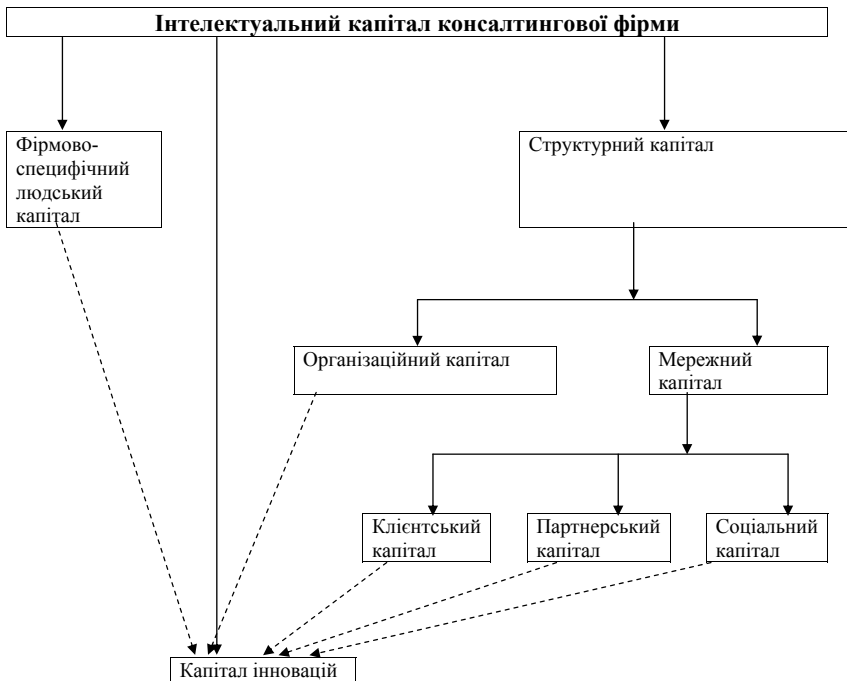 Інтелектуальний капітал консалтингової фірми
Фірмово-
специфічний
людський
капітал
Структурний капітал
Організаційний капітал
Мережний
капітал
Клієнтський
капітал
Партнерський
капітал
Соціальний
капітал
Капітал інновацій